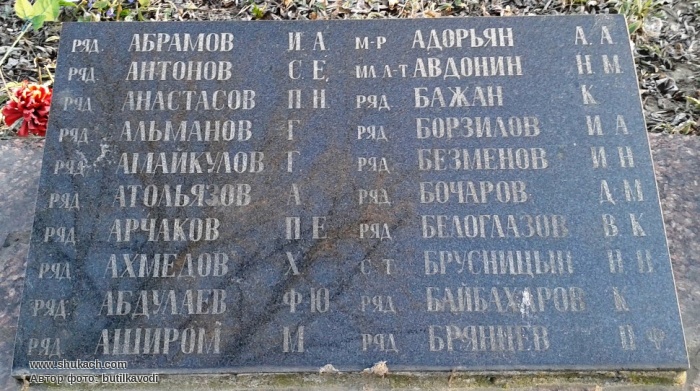 РЯД. АБРАМОВ И. А. М-Р АДОРЬЯН А. А
РЯД. АНТОНОВ С. Е. МЛ Л-Т АВДОНИН Н. М
РЯД. АНАСТАСОВ П. Н. РЯД. БАЖАН К
РЯД. АЛЬМАНОВ Г РЯД. БОРЗИЛОВ И А
РЯД. АМАЙКУЛОВ Г РЯД. БЕЗМЕНОВ И Н
РЯД. АТОЛЬЯЗОВ А РЯД. БОЧАРОВ Д. М
РЯД АРЧАКОВ П. Е. РЯД. БЕЛОГЛАЗОВ В К
РЯД. АХМЕДОВ Х С. Т. БРУСНИЦЫН
РЯД. АБДУЛАЕВ Ф Ю РЯД. БАЙБАХАРОВ К
РЯД. АШИРОМ М РЯД.
www.shukach.com
Автор фото: butilkavodi